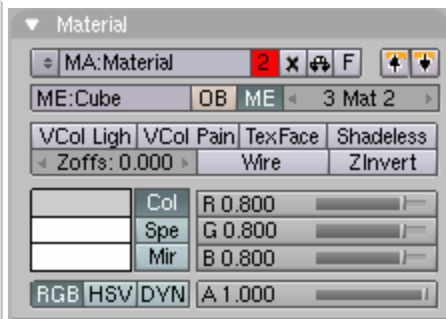 Material
MA:Material 2 X F
ME:Cube OB ME 3 Mat 2
VCol Ligh VCol Pain TexFace Shadeless
Zoffs: 0.000 Wire ZInvert
Col R 0.800
Spe G 0.800
Mir B 0.800
RGB HSV DYN A 1.000